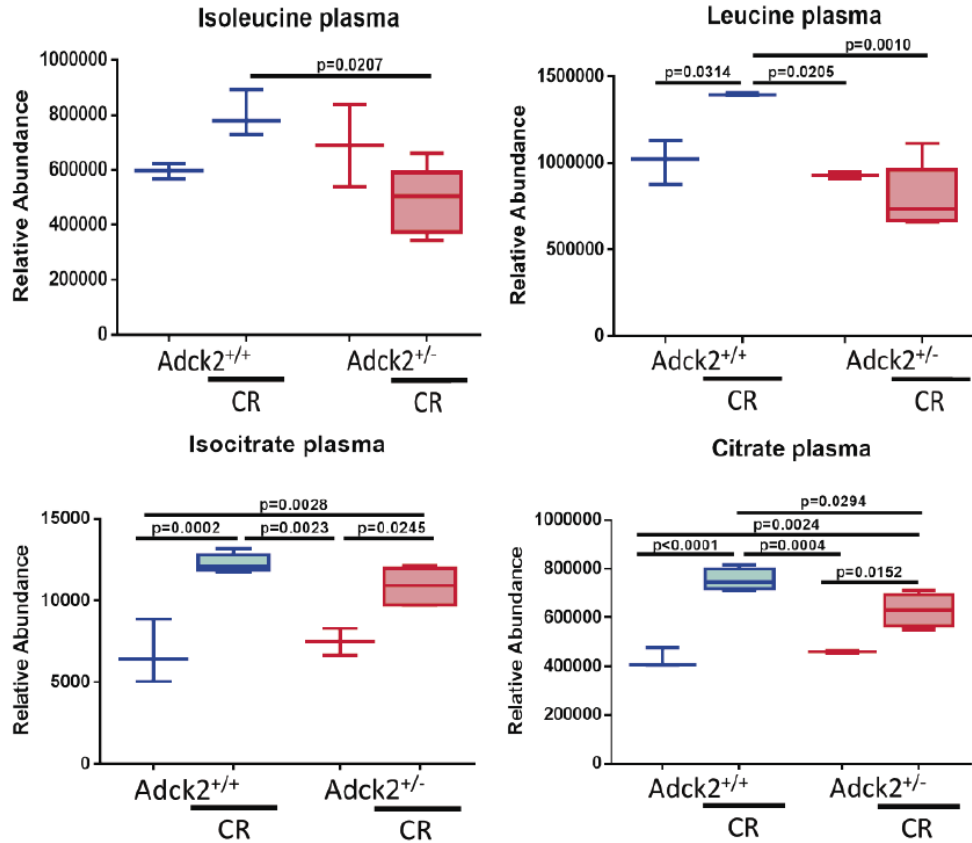 Isoleucine plasma
Relative Abundance
1000000
800000
600000
400000
200000
0
p=0.0207
Adck2+/+
Adck2+/-
CR
CR
Leucine plasma
Relative Abundance
1500000
1000000
500000
0
p=0.0010
p=0.0314
p=0.0205
Adck2+/+
Adck2+/-
CR
CR
Isocitrate plasma
Relative Abundance
15000
10000
5000
0
p=0.0028
p=0.0002
p=0.0023
p=0.0245
Adck2+/+
Adck2+/-
CR
CR
Citrate plasma
Relative Abundance
1000000
800000
600000
400000
200000
0
p=0.0294
p=0.0024
p<0.0001
p=0.0004
p=0.0152
Adck2+/+
Adck2+/-
CR
CR